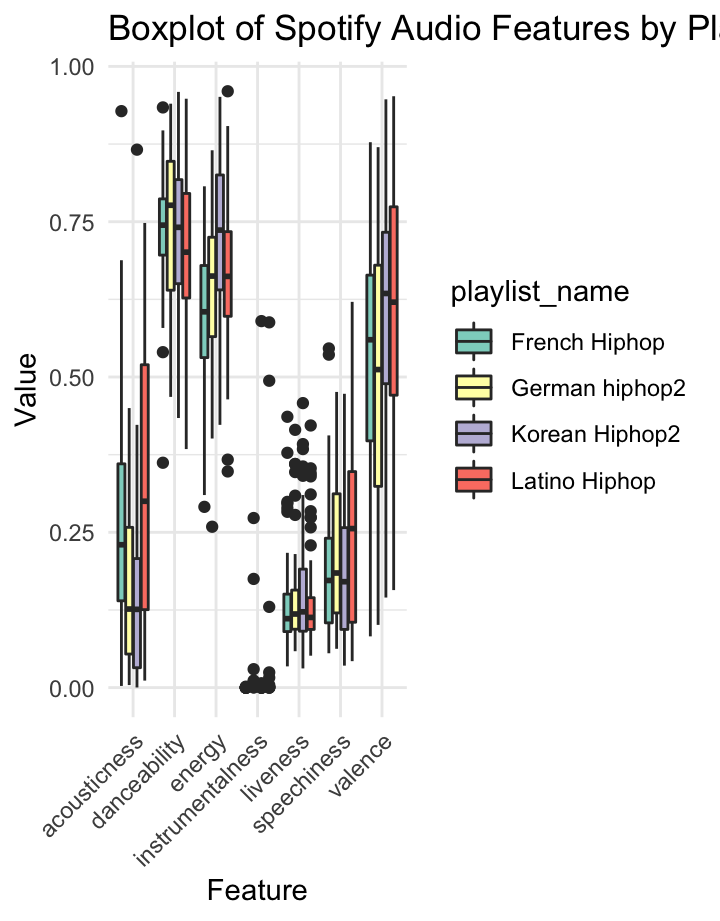 Boxplot of Spotify Audio Features by
1.00
0.75
0.50
0.25
0.00
Value
acousticness
danceability
energy
instrumentalness
liveness
speechiness
valence
Feature
playlist_name
French Hiphop
German hiphop2
Korean Hiphop2
Latino Hiphop